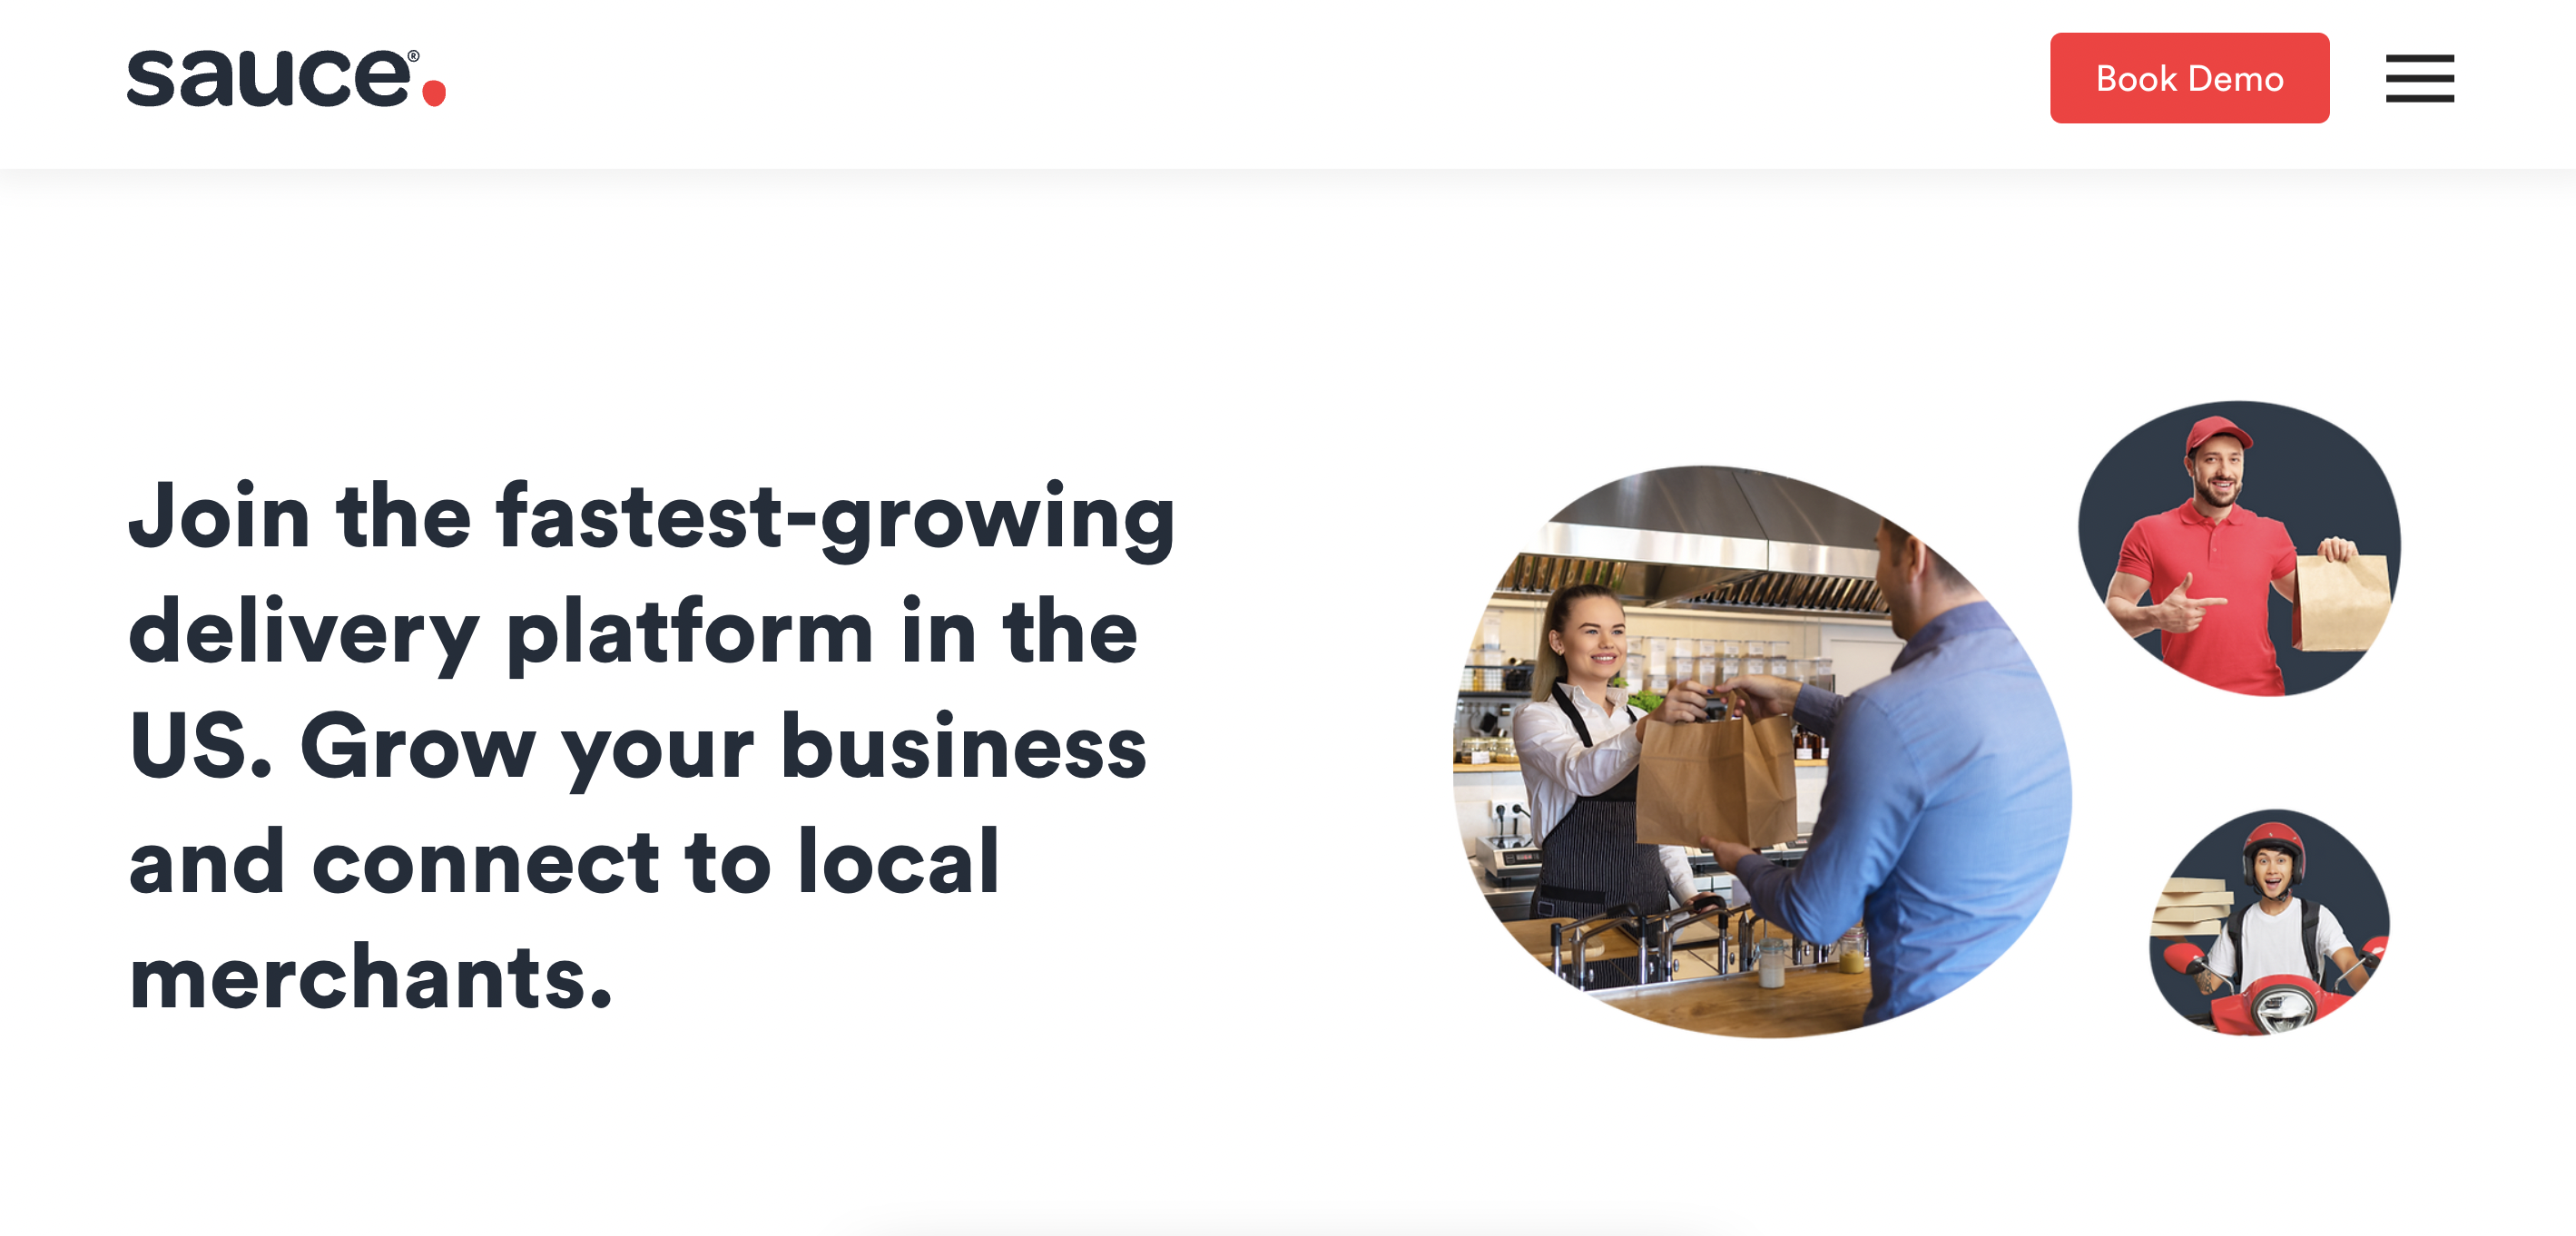 sauce®
Book Demo
Join the fastest-growing
delivery platform in the
US. Grow your business
and connect to local
merchants.